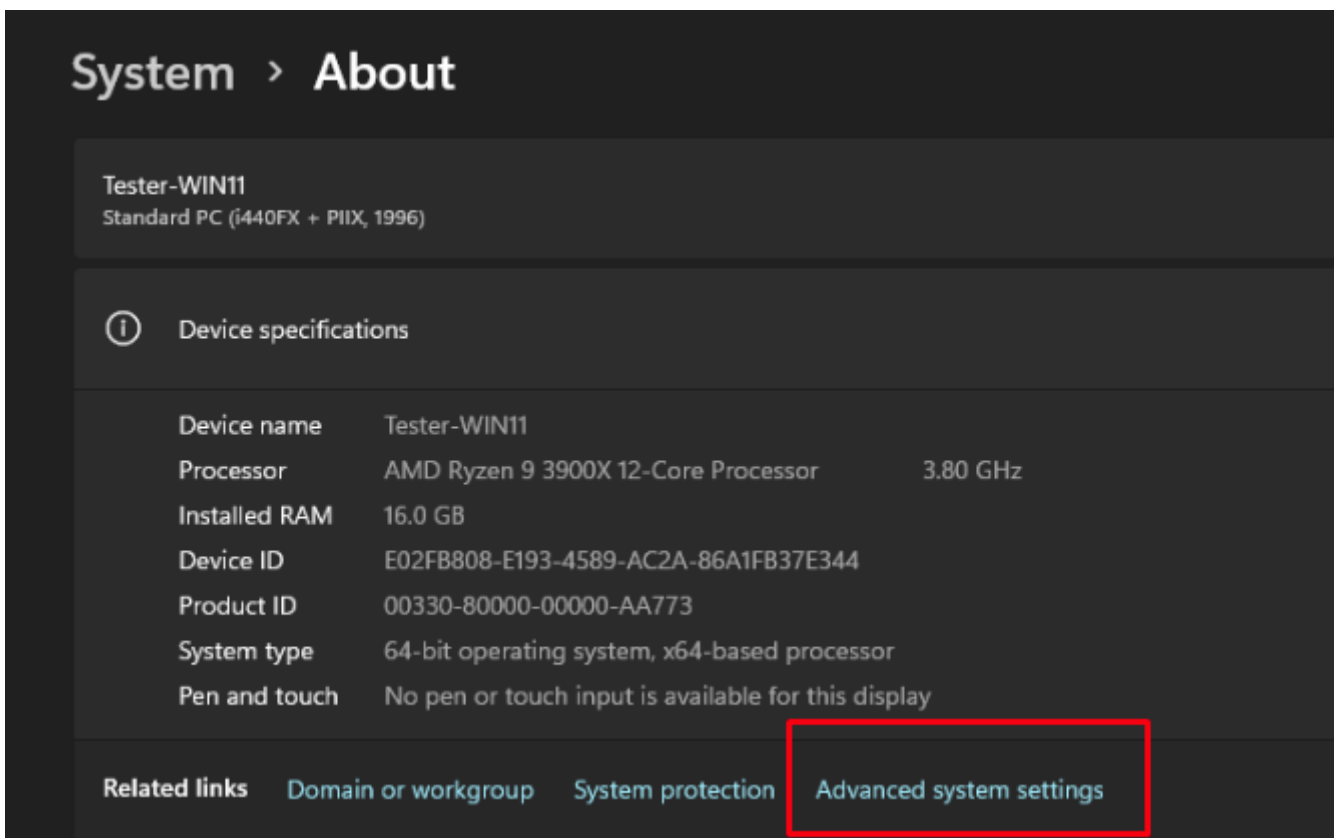 System > About
Tester-WIN11
Standard PC (i440FX + PIIX, 1996)
Device specifications
Device name Tester-WIN11
Processor AMD Ryzen 9 3900X 12-Core Processor 3.80 GHz
Installed RAM 16.0 GB
Device ID E02FB808-E193-4589-AC2A-86A1FB37E344
Product ID 00330-80000-00000-AA773
System type 64-bit operating system, x64-based processor
Pen and touch No pen or touch input is available for this display
Related links Domain or workgroup System protection Advanced system settings